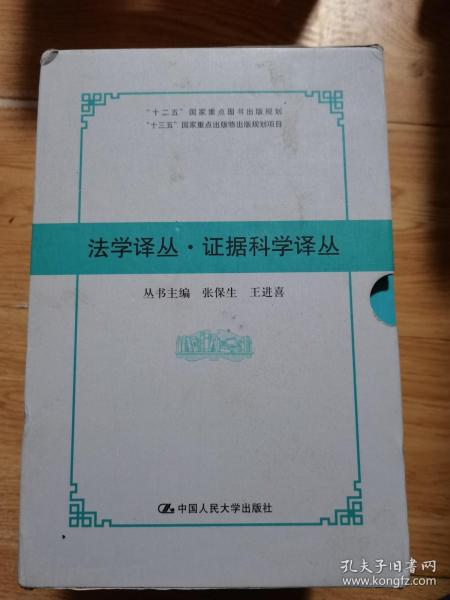 “十二五”国家重点图书出版规划
“十三五”国家重点出版物出版规划项目
法学译丛·证据科学译丛
丛书主编 张保生 王进喜
中国人民大学出版社
孔夫子旧书网
www.kongfz.com